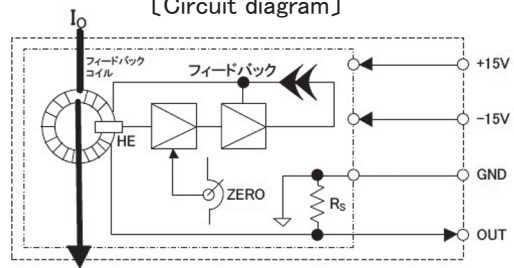 〔Circuit diagram〕
I₀
フィードバック
コイル
フィードバック
+15V
-15V
HE
GND
ZERO
Rs
OUT